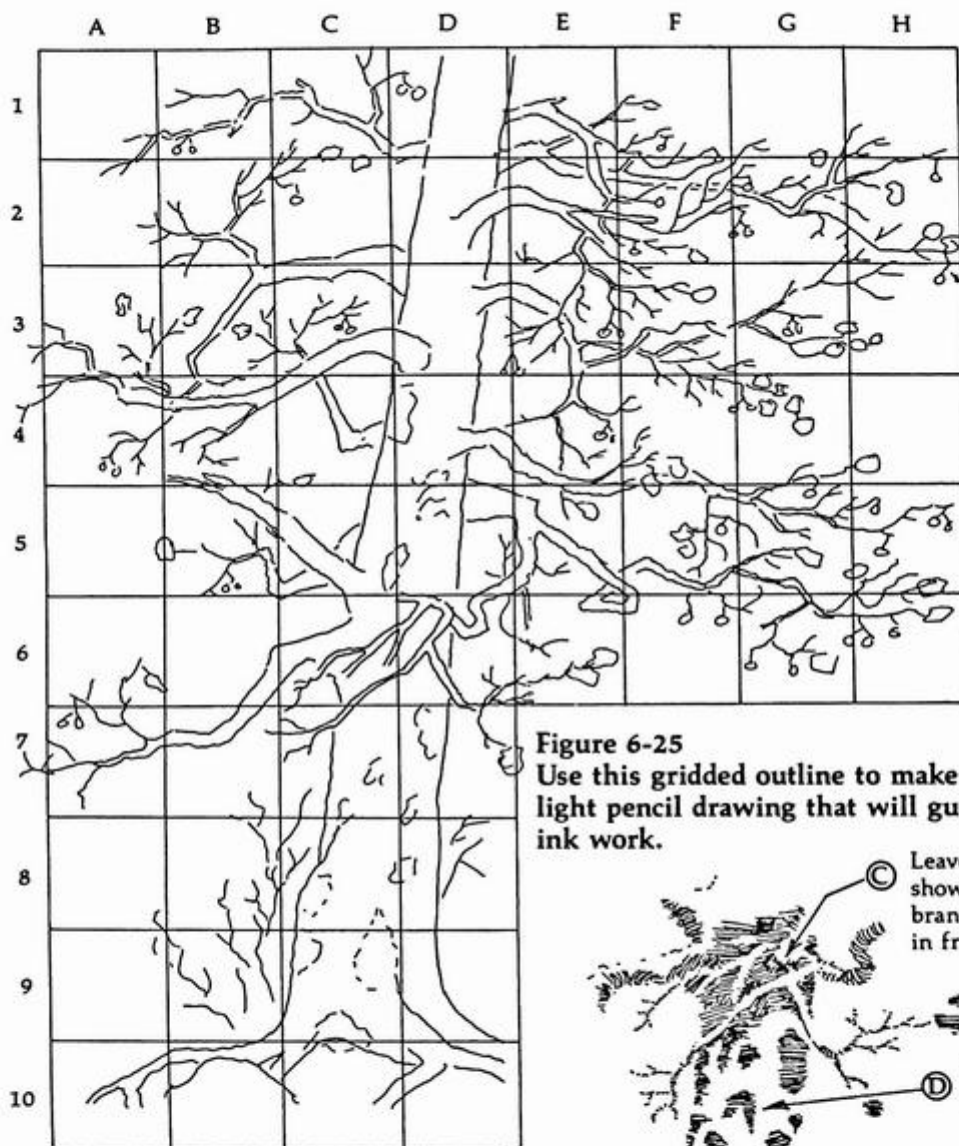 A B C D E F G H
1
2
3
4
5
6
7
8
9
10
Figure 6-25
Use this gridded outline to make
light pencil drawing that will gu
ink work.
C
Leav
show
bran
in fr
D